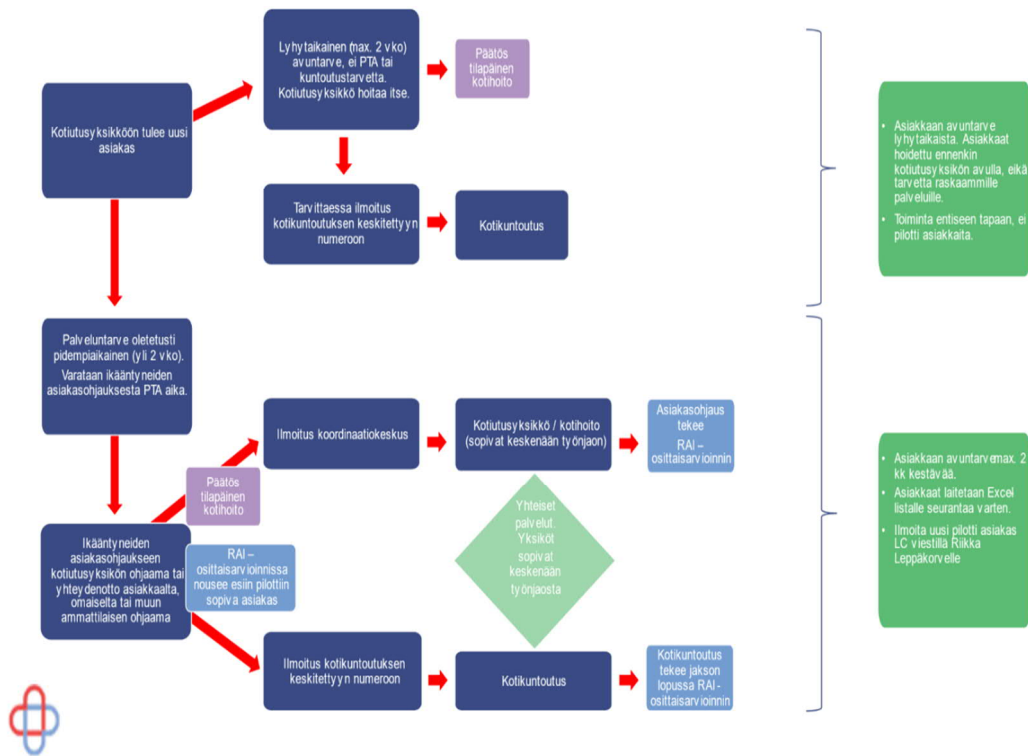 Lyhytaikainen (max. 2 vko)
avuntarve, ei PTA tai
kuntoutustarvetta.
Kotiutusyksikkö hoitaa itse.
Päätös
tilapäinen
kotihoito
Kotiutusyksikköön tulee uusi
asiakas
Tarvittaessa ilmoitus
kotikuntoutuksen keskitettyyn
numeroon
Kotikuntoutus
• Asiakkaan avuntarve
lyhytaikaista. Asiakkaat
hoidettu ennenkin
kotiutusyksikön avulla, eikä
tarvetta raskaammille
palveluille.
• Toiminta entiseen tapaan, ei
pilotti asiakkaita.
Palveluntarve oletetusti
pidempiaikainen (yli 2 vko).
Varataan ikääntyneiden
asiakasohjauksesta PTA aika.
Ilmoitus koordinaatiokeskus
Kotiutusyksikkö / kotihoito
(sopivat keskenään työnjaon)
Asiakasohjaus
tekee
RAI –
osittaisarvioinnin
Päätös
tilapäinen
kotihoito
Ikääntyneiden
asiakasohjaukseen
kotiutusyksikön ohjaama tai
yhteydenotto asiakkaalta,
omaiselta tai muun
ammattilaisen ohjaama
RAI –
osittaisarvioinnissa
nousee esiin pilottiin
sopiva asiakas
Yhteiset
palvelut.
Yksiköt
sopivat
keskenään
työnjaosta
• Asiakkaan avuntarve max. 2
kk kestävää.
• Asiakkaat laitetaan Excel
listalle seurantaa varten.
• Ilmoita uusi pilotti asiakas
LC viestillä Riikka
Leppäkorvelle
Ilmoitus kotikuntoutuksen
keskitettyyn numeroon
Kotikuntoutus
Kotikuntoutus
tekee jakson
lopussa RAI-
osittaisarvioinnin